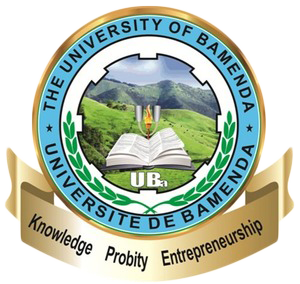 THE UNIVERSITY OF BAMENDA
UBa
UNIVERSITE DE BAMENDA
Knowledge Probity Entrepreneurship